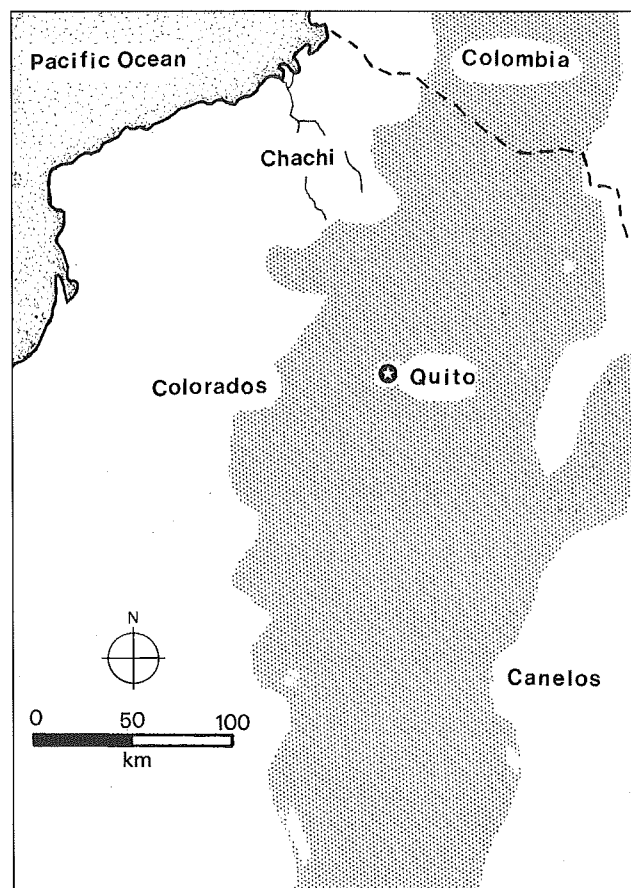 Pacific Ocean
Colombia
Chachi
Colorados
Quito
N
Canelos
0 50 100
km